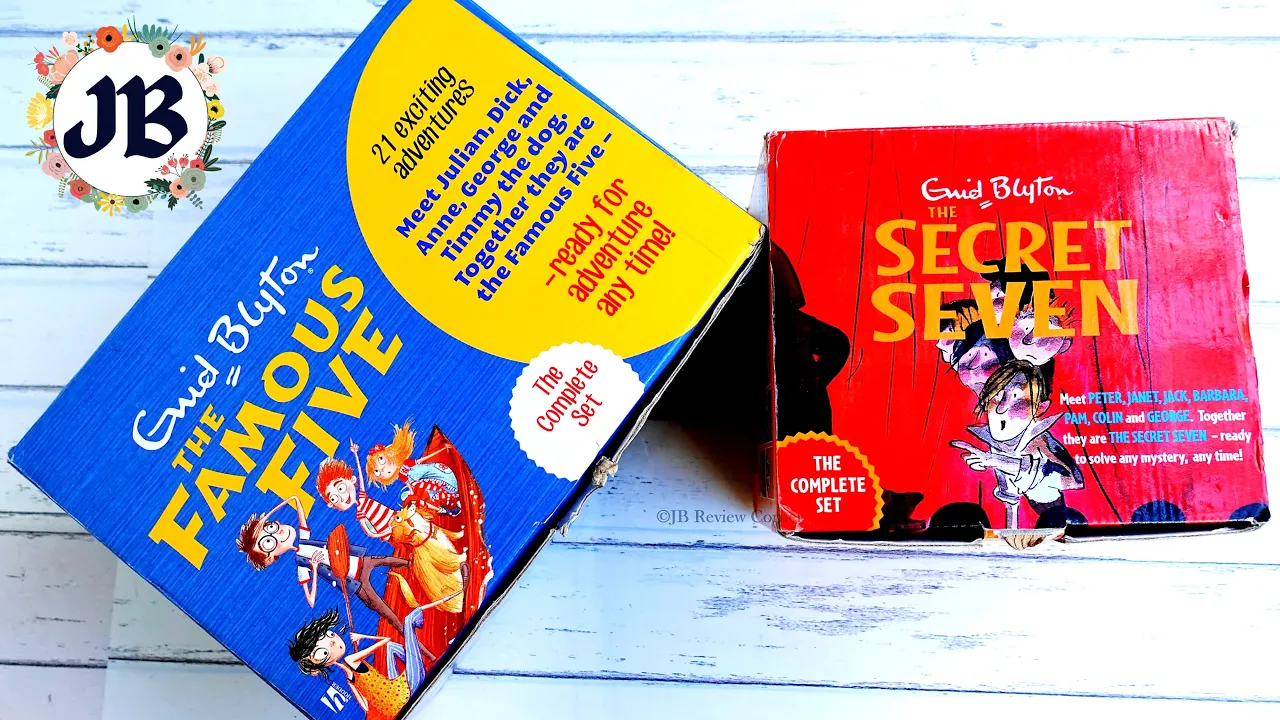 JB
21 exciting
adventures
Meet Julian, Dick,
Anne, George and
Timmy the dog.
Together they are
the Famous Five –
–ready for
adventure
any time!
Enid Blyton®
THE
FAMOUS
FIVE
The
Complete
Set
h
Enid Blyton
THE
SECRET
SEVEN
Meet PETER, JANET, JACK, BARBARA,
PAM, COLIN and GEORGE. Together
they are THE SECRET SEVEN – ready
to solve any mystery, any time!
THE
COMPLETE
SET
©JB Review